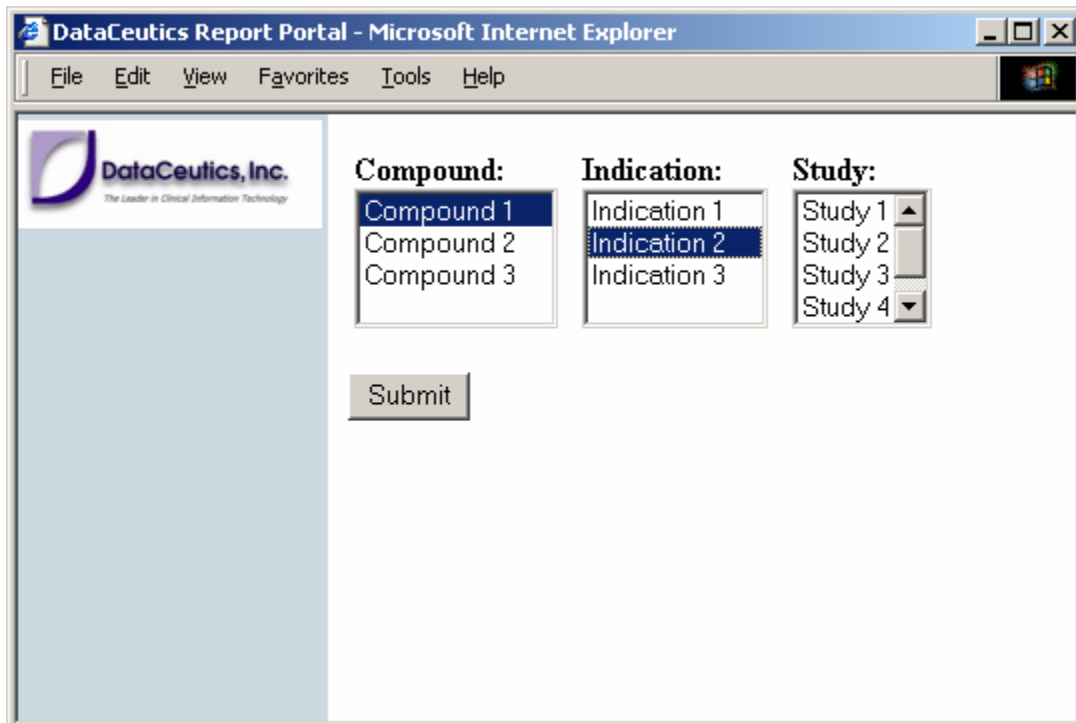 DataCeutics Report Portal - Microsoft Internet Explorer
File Edit View Favorites Tools Help
DataCeutics, Inc.
The Leader in Clinical Information Technology
Compound: Indication: Study:
Compound 1 Indication 1 Study 1
Compound 2 Indication 2 Study 2
Compound 3 Indication 3 Study 3
Study 4
Submit